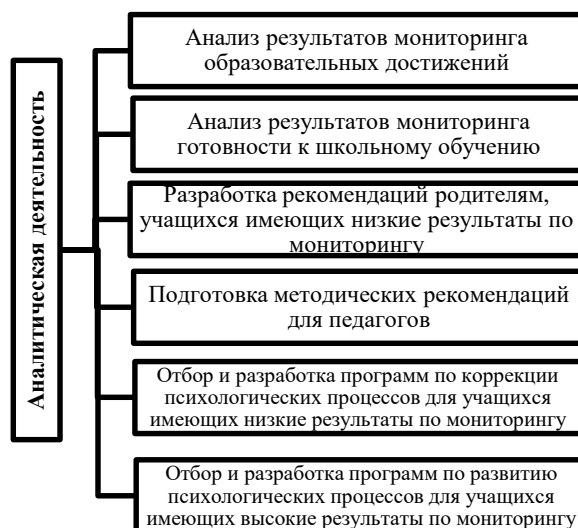 Аналитическая деятельность
Анализ результатов мониторинга
образовательных достижений
Анализ результатов мониторинга
готовности к школьному обучению
Разработка рекомендаций родителям,
учащихся имеющих низкие результаты по
мониторингу
Подготовка методических рекомендаций
для педагогов
Отбор и разработка программ по коррекции
психологических процессов для учащихся
имеющих низкие результаты по мониторингу
Отбор и разработка программ по развитию
психологических процессов для учащихся
имеющих высокие результаты по мониторингу